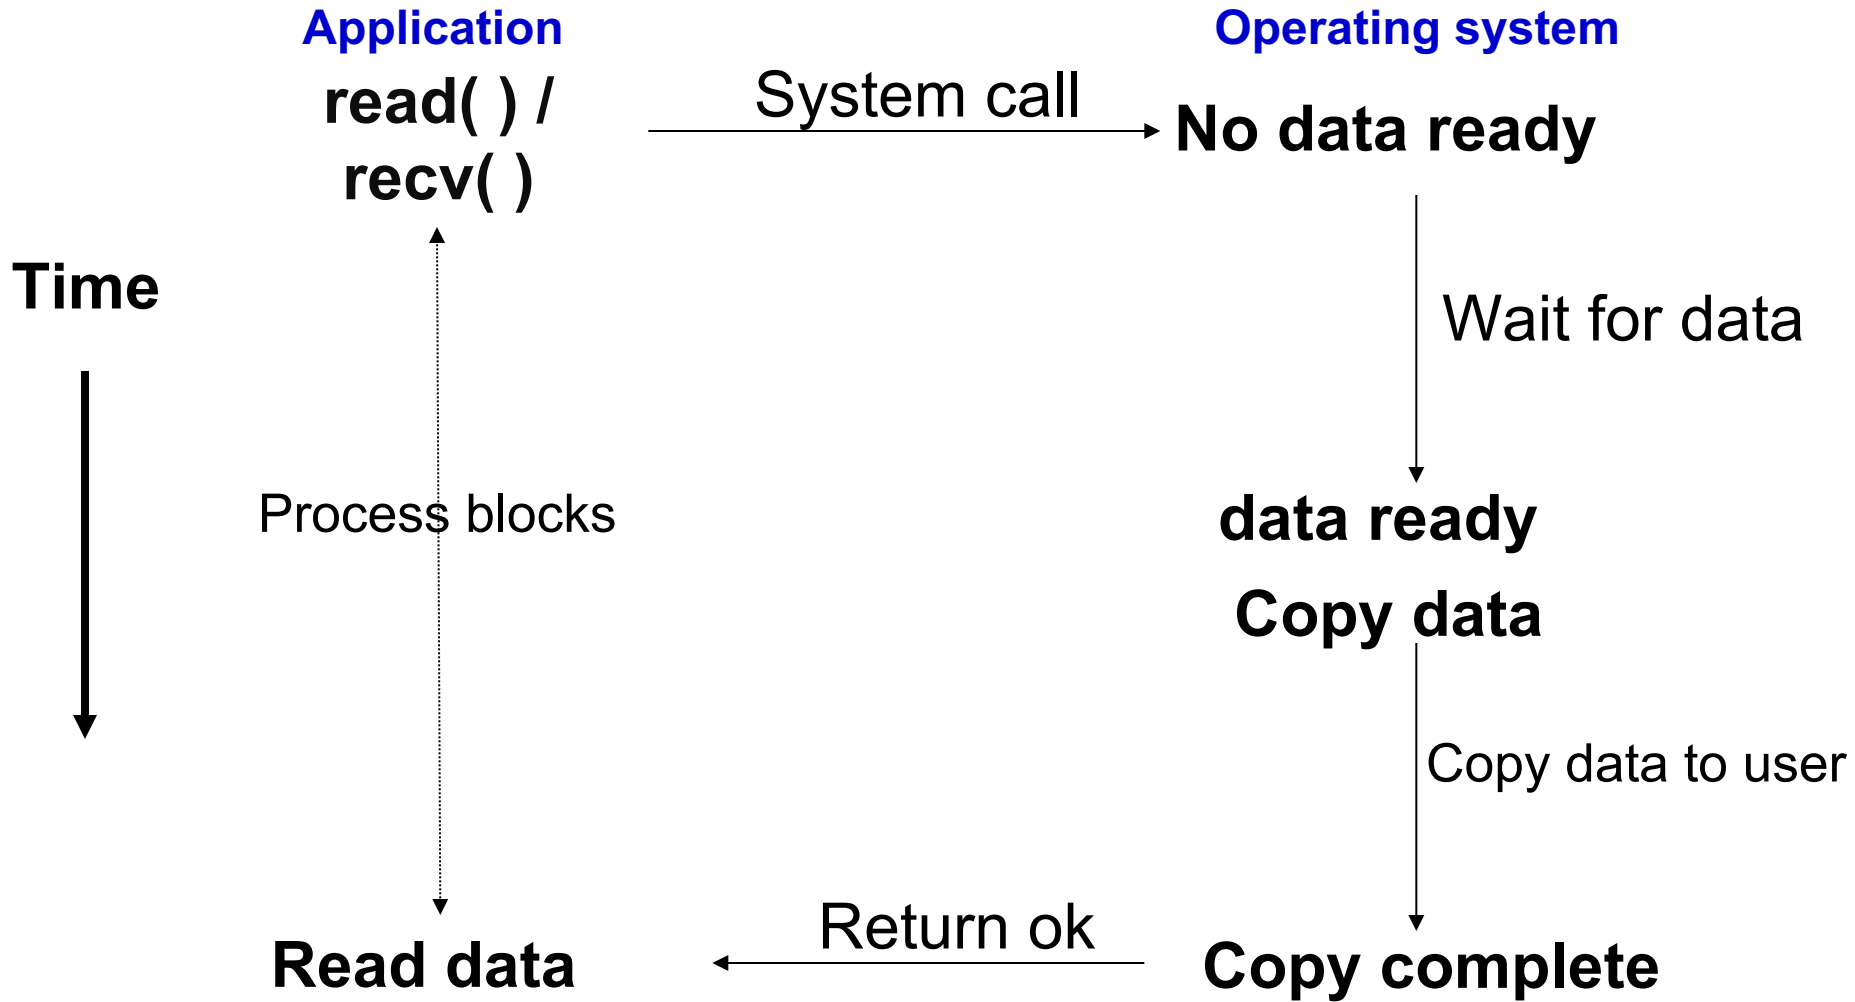 Application
Operating system
read( ) /
recv( )
System call
No data ready
Time
Wait for data
Process blocks
data ready
Copy data
Copy data to user
Return ok
Read data
Copy complete